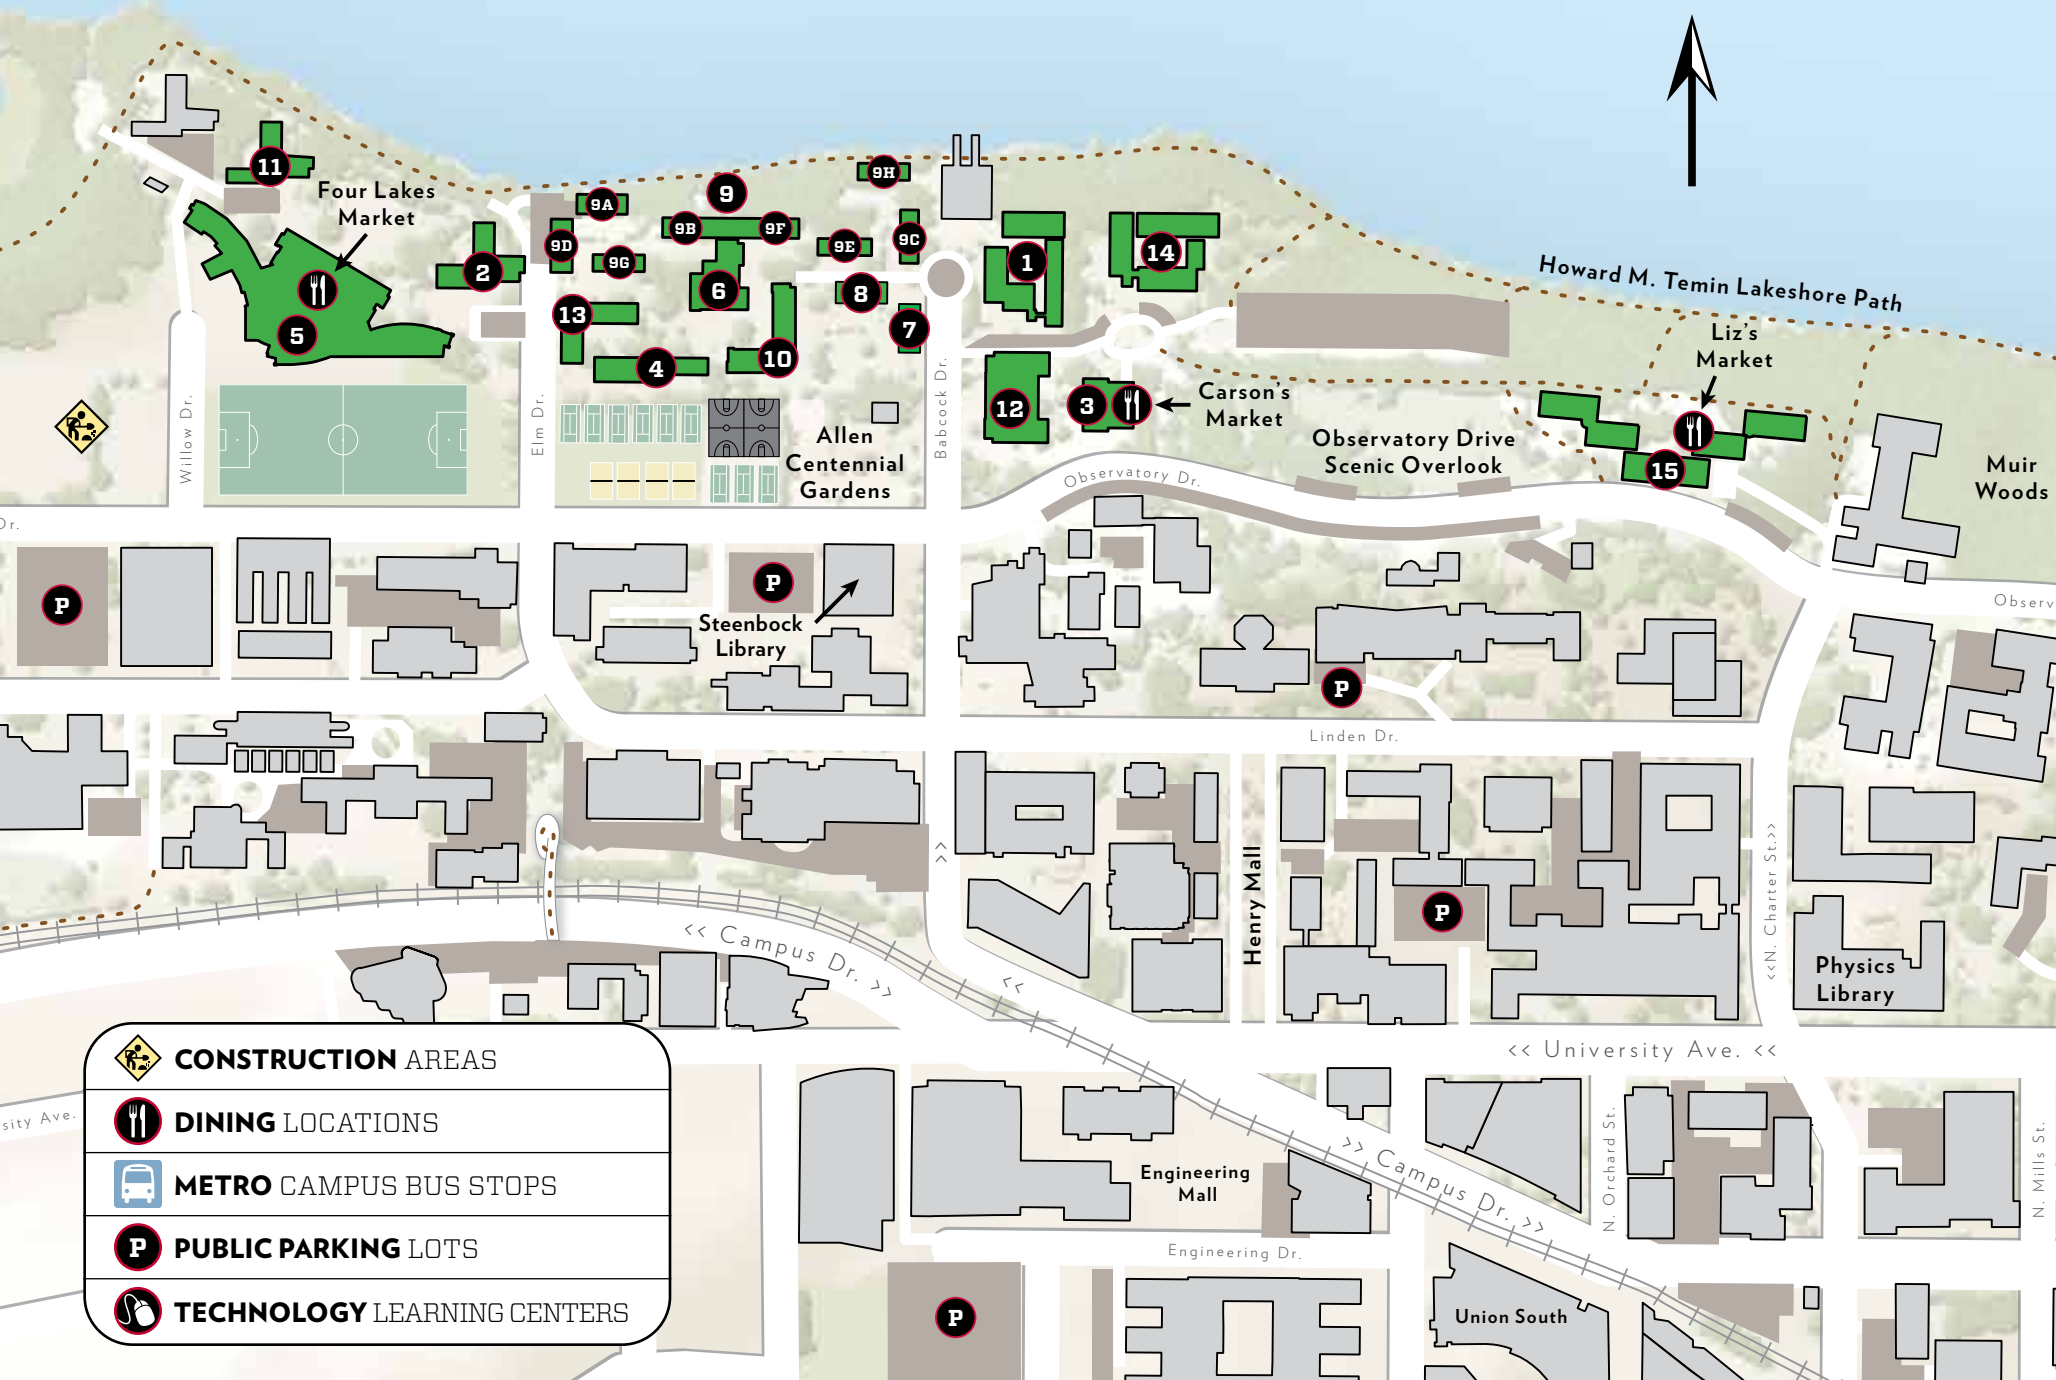 11
Four Lakes
Market
5
2
9
9A
9B
9F
9D
9G
9H
9E
9C
6
8
7
13
4
10
1
14
12
3
Carson's
Market
Howard M. Temin Lakeshore Path
Liz's
Market
15
Observatory Drive
Scenic Overlook
Muir
Woods
Allen
Centennial
Gardens
Willow Dr.
Elm Dr.
Babcock Dr.
Observatory Dr.
Dr.
Observ
P
P
Steenbock
Library
P
Linden Dr.
Henry Mall
P
<<
<< Campus Dr. >>
<<
<<N. Charter St.>>
Physics
Library
<< University Ave. <<
sity Ave.
CONSTRUCTION AREAS
DINING LOCATIONS
METRO CAMPUS BUS STOPS
P PUBLIC PARKING LOTS
TECHNOLOGY LEARNING CENTERS
Engineering
Mall
>> Campus Dr. >>
N. Orchard St.
N. Mills St.
Engineering Dr.
P
Union South